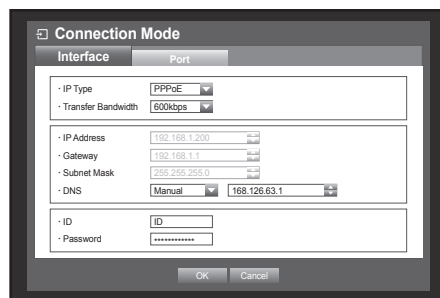 Connection Mode
Interface Port
· IP Type PPPoE
· Transfer Bandwidth 600kbps
· IP Address 192.168.1.200
· Gateway 192.168.1.1
· Subnet Mask 255.255.255.0
· DNS Manual 168.126.63.1
· ID ID
· Password ************
OK Cancel